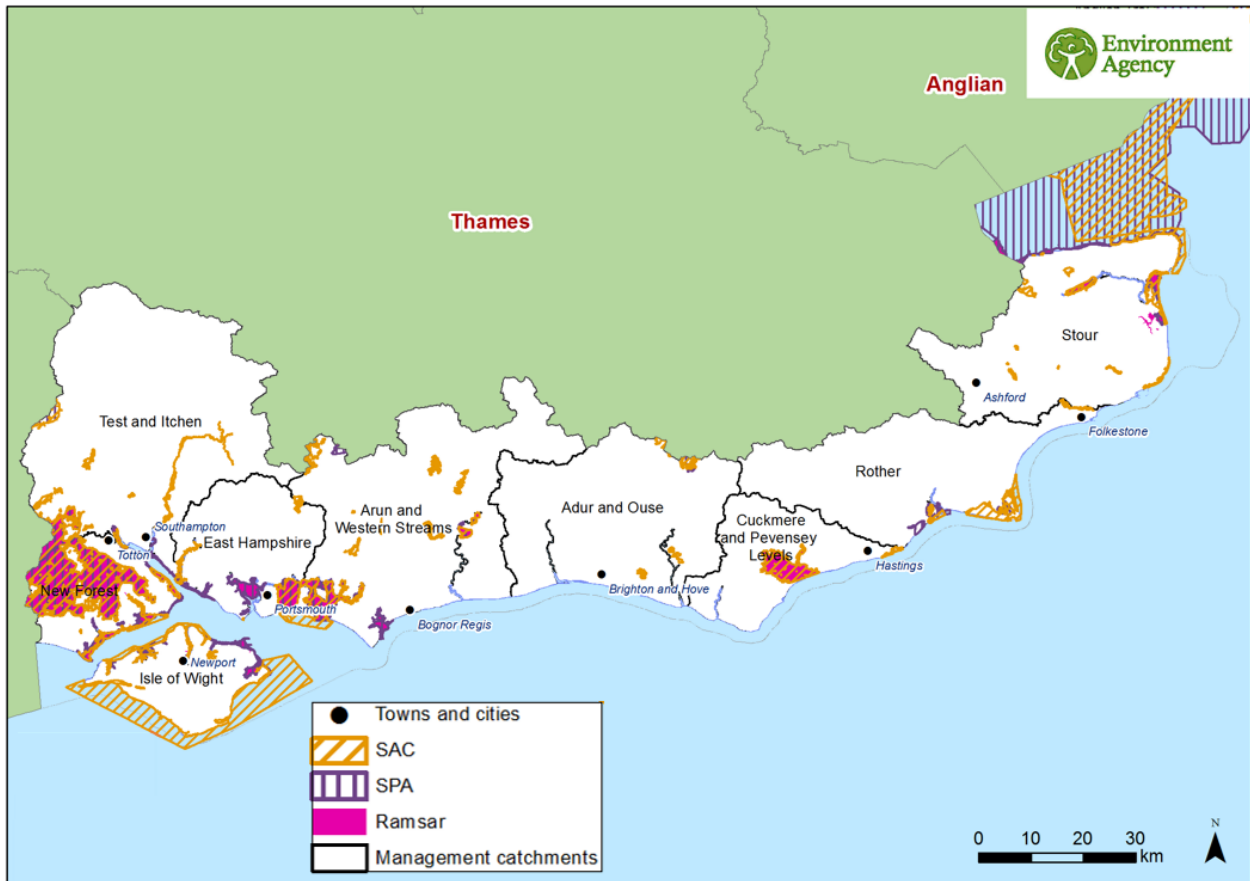 Environment
Agency
Anglian
Thames
Stour
Ashford
Folkestone
Test and Itchen
Rother
Arun and
Western Streams
Adur and Ouse
Cuckmere
and Pevensey
Levels
Southampton
East Hampshire
Totton
Hastings
New Forest
Portsmouth
Brighton and Hove
Bognor Regis
Newport
Isle of Wight
Towns and cities
SAC
SPA
Ramsar
Management catchments
N
0 10 20 30
km